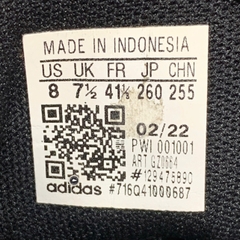 MADE IN INDONESIA
US UK FR JP CHN
8 7½ 41⅓ 260 255
02/22
PWI 001001
ART GZ0884
#129475890
adidas #716Q41000687